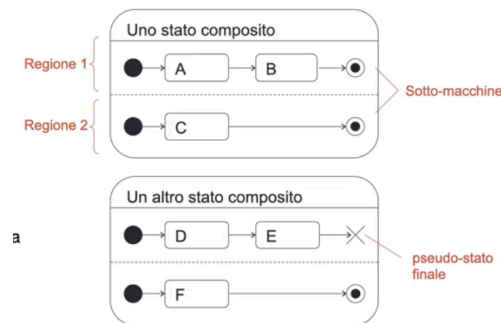 Uno stato composito
Regione 1
A
B
Sotto-macchine
Regione 2
C
Un altro stato composito
a
D
E
pseudo-stato
finale
F